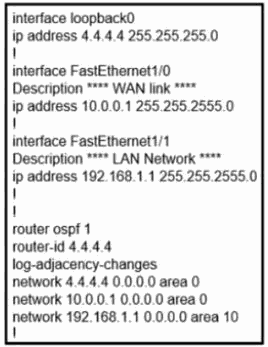 interface loopback0
ip address 4.4.4.4 255.255.255.0
!
interface FastEthernet1/0
Description **** WAN link ****
ip address 10.0.0.1 255.255.2555.0
!
interface FastEthernet1/1
Description **** LAN Network ****
ip address 192.168.1.1 255.255.2555.0
!
!
router ospf 1
router-id 4.4.4.4
log-adjacency-changes
network 4.4.4.4 0.0.0.0 area 0
network 10.0.0.1 0.0.0.0 area 0
network 192.168.1.1 0.0.0.0 area 10
!